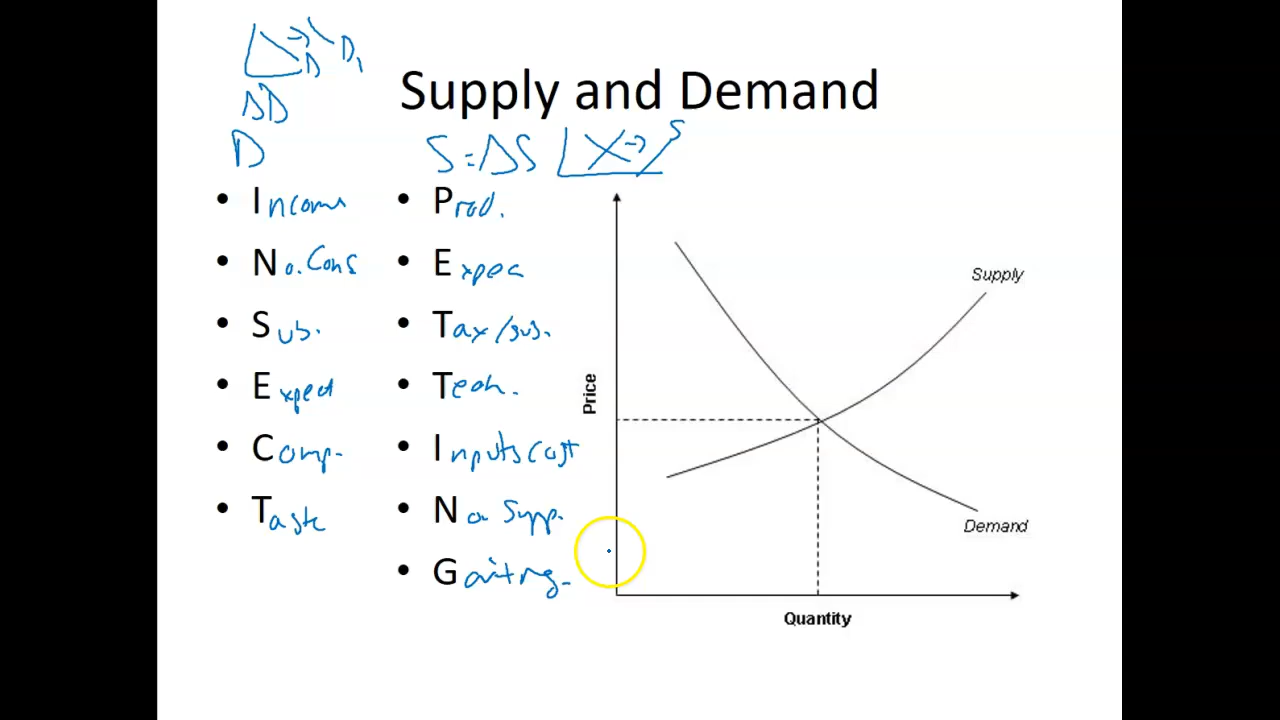 D D₁
Supply and Demand
ΔD
D
S = ΔS S
• Income
• No. Cons
• Sub.
• Expect
• Comp.
• Taste
• Prod.
• Expec
• Tax/sus.
• Tech.
• Inputs Cost
• No Supp.
• Govt reg.
Supply
Price
Demand
Quantity